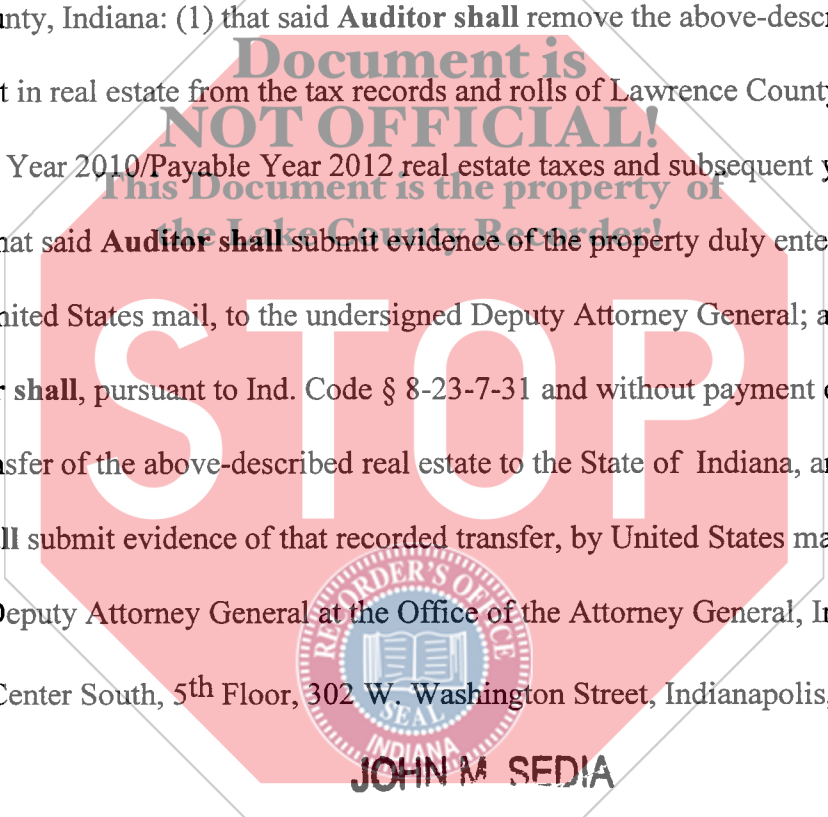 nty, Indiana: (1) that said Auditor shall remove the above-descr
Document is
t in real estate from the tax records and rolls of Lawrence County
NOT OFFICIAL!
Year 2010/Payable Year 2012 real estate taxes and subsequent y
This Document is the property of
the Lake County Recorder!
hat said Auditor shall submit evidence of the property duly ente
nited States mail, to the undersigned Deputy Attorney General; a
r shall, pursuant to Ind. Code § 8-23-7-31 and without payment
STOP
nsfer of the above-described real estate to the State of Indiana, an
ll submit evidence of that recorded transfer, by United States ma
RECORDER'S OFFICE
Deputy Attorney General at the Office of the Attorney General, In
Center South, 5th Floor, 302 W. Washington Street, Indianapolis,
SEAL
INDIANA
JOHN M SEDIA